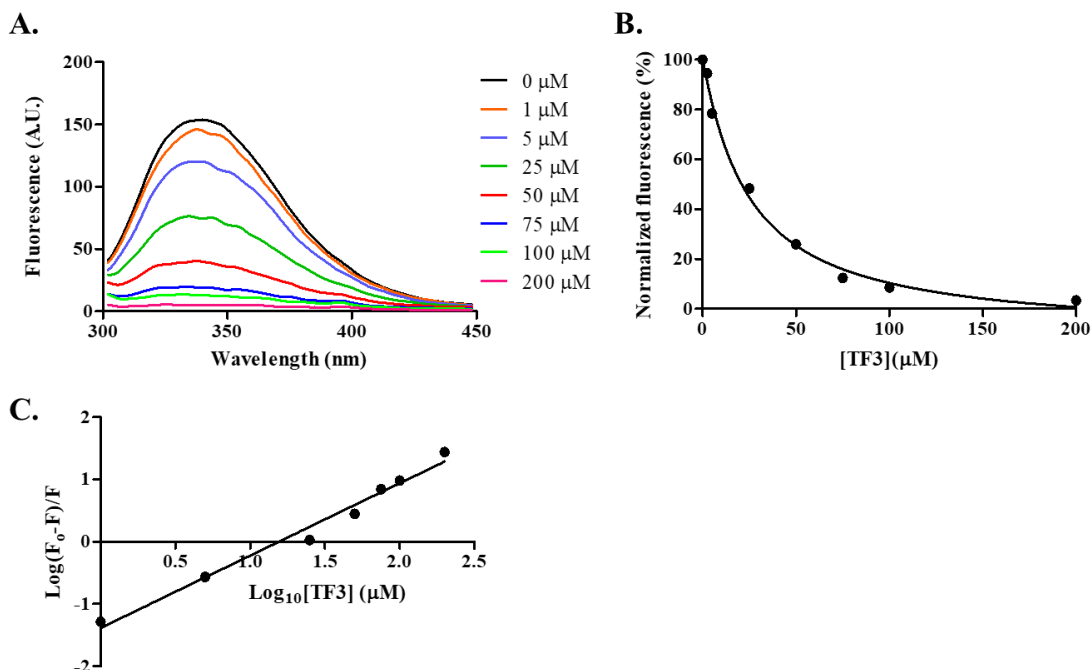 A.
Fluorescence (A.U.)
200
150
100
50
0
300
350
400
450
Wavelength (nm)
0 μM
1 μM
5 μM
25 μM
50 μM
75 μM
100 μM
200 μM
B.
Normalized fluorescence (%)
100
80
60
40
20
0
0
50
100
150
200
[TF3](μM)
C.
Log(Fo-F)/F
2
1
0
-1
-2
0.5
1.0
1.5
2.0
2.5
Log10[TF3] (μM)